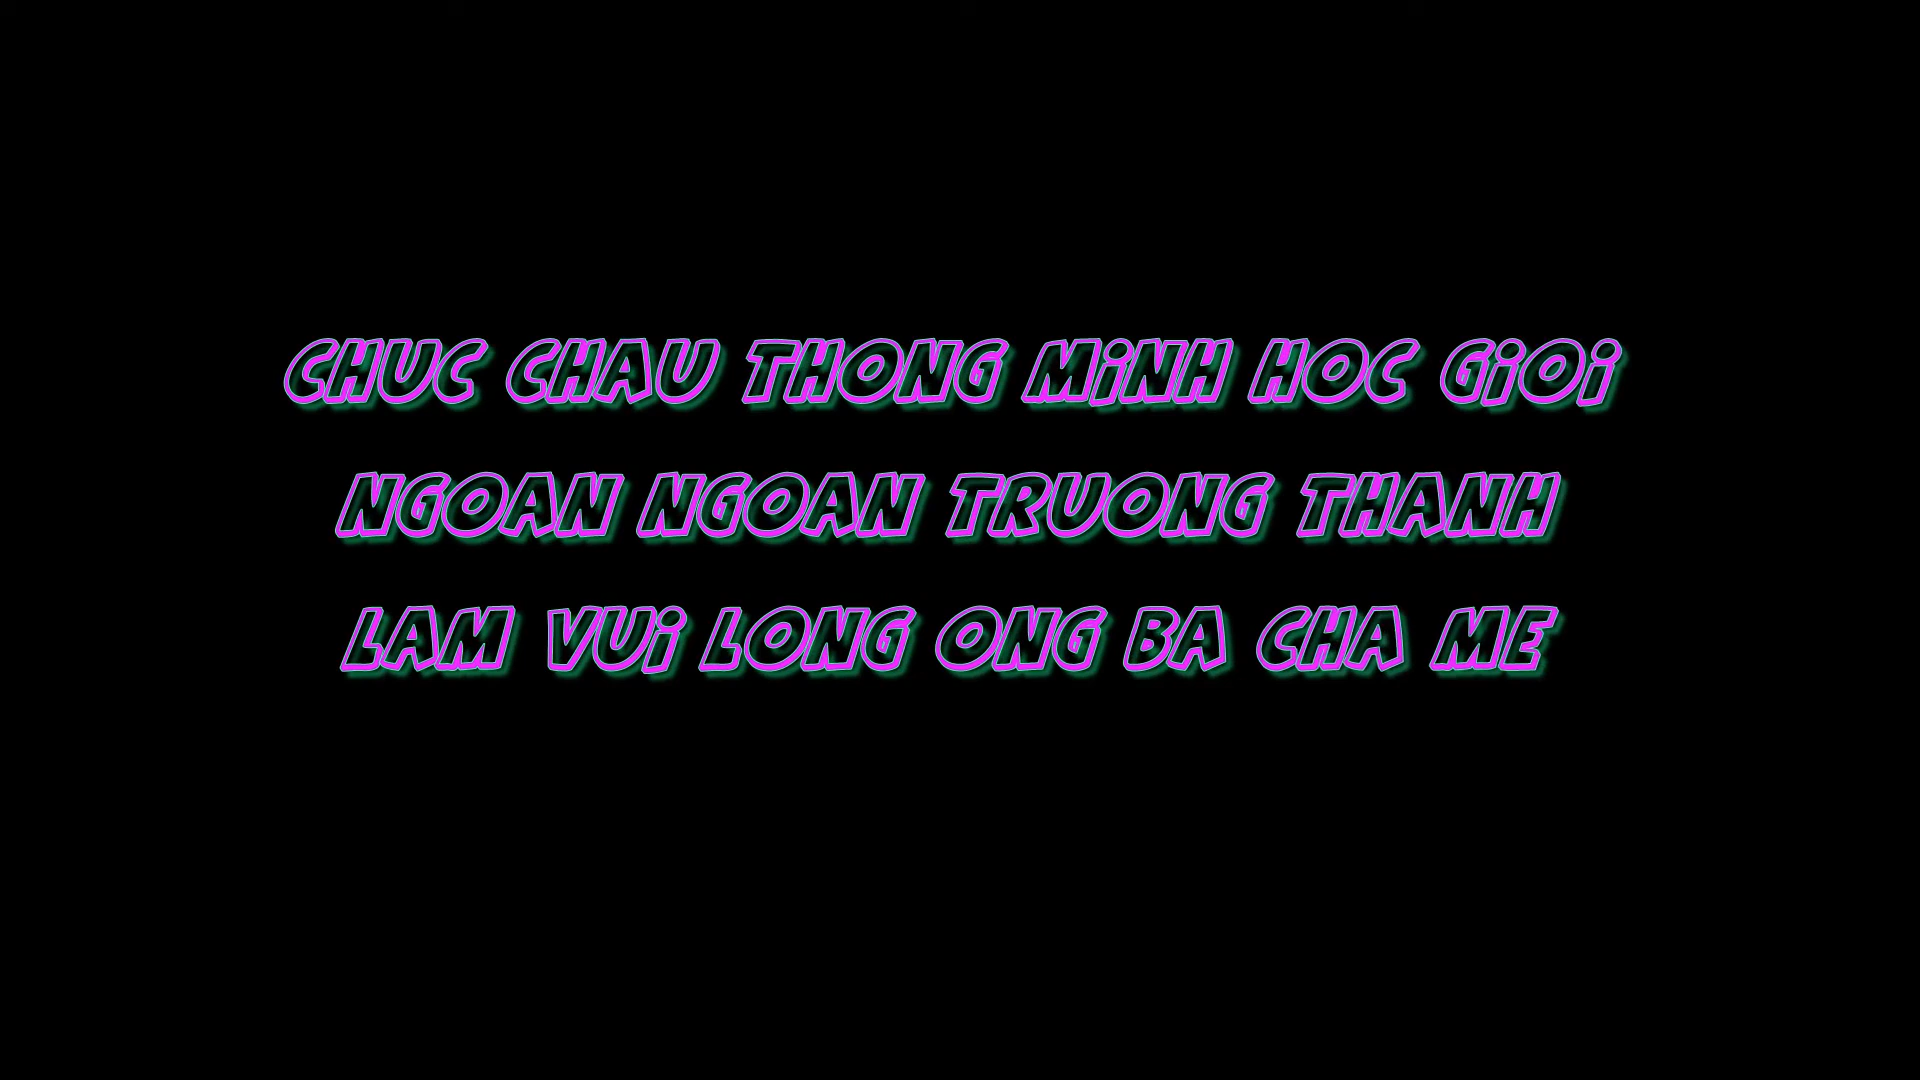 CHUC CHAU THONG MiNH HOC GiOi
NGOAN NGOAN TRUONG THANH
LAM VUi LONG ONG BA CHA ME